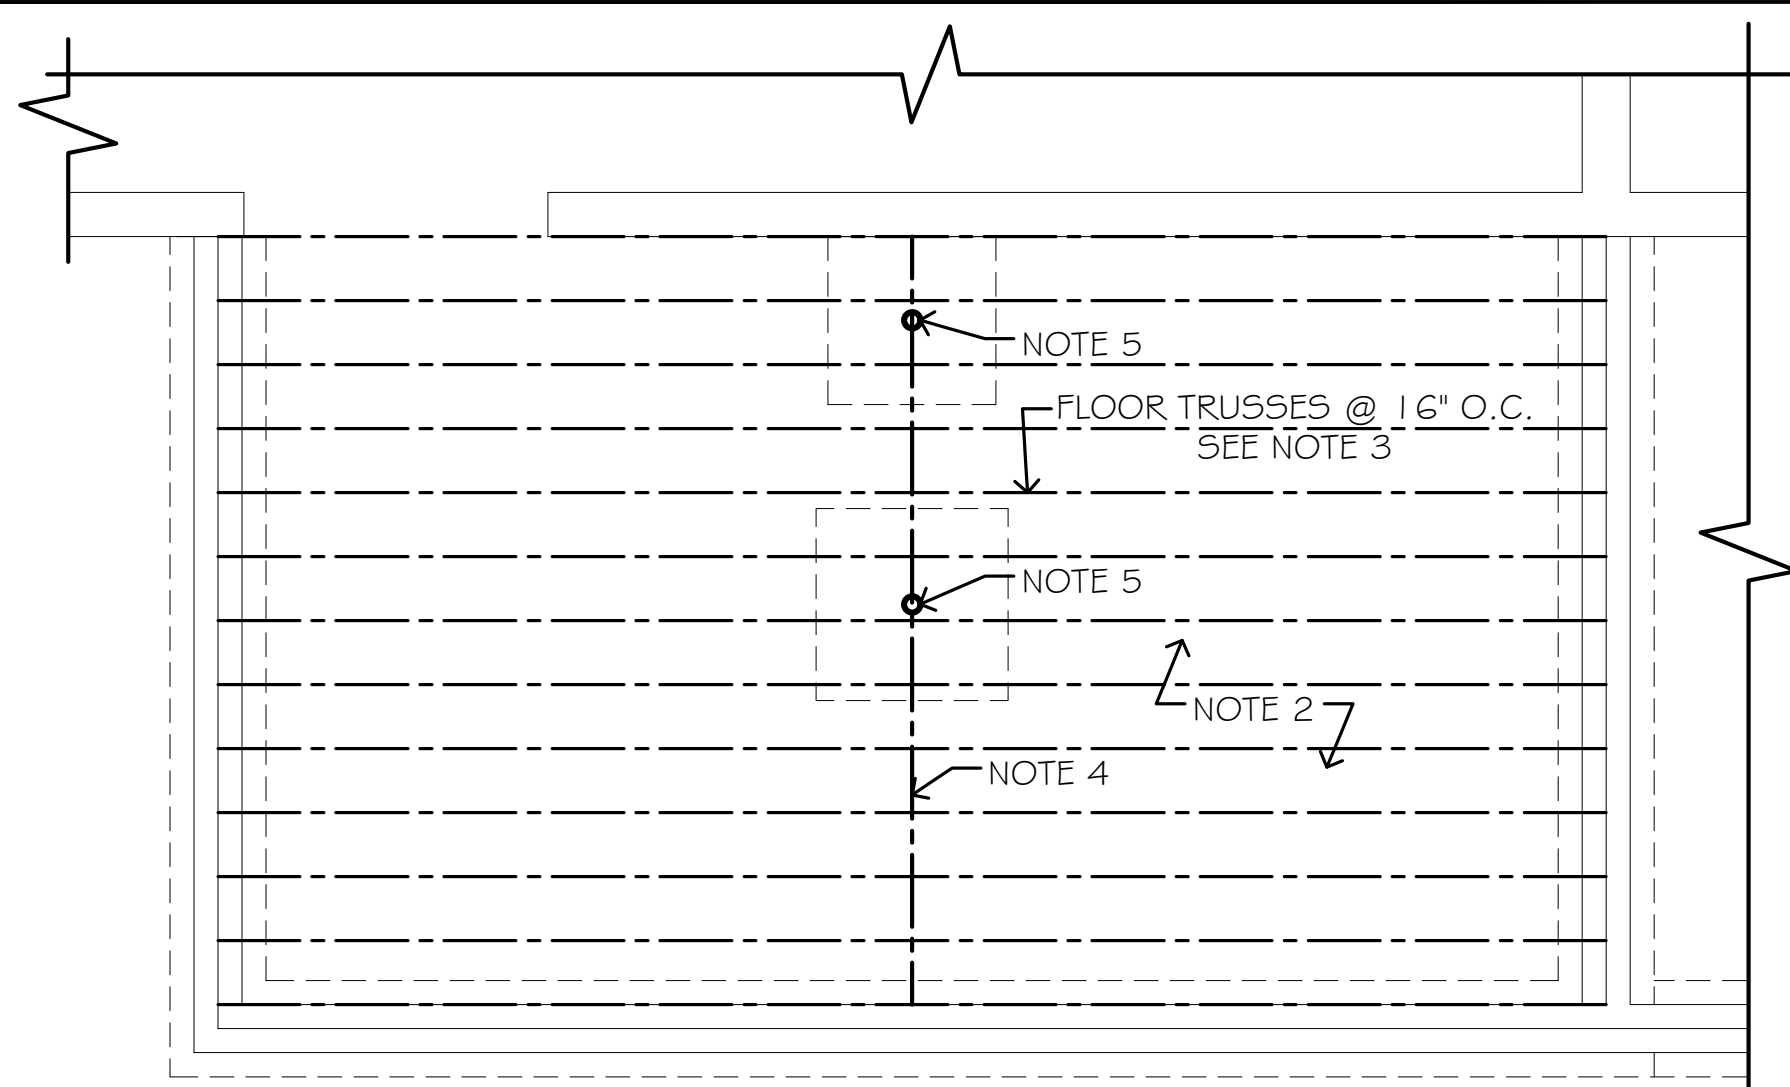 NOTE 5
FLOOR TRUSSES @ 16" O.C.
SEE NOTE 3
NOTE 5
NOTE 2
NOTE 4